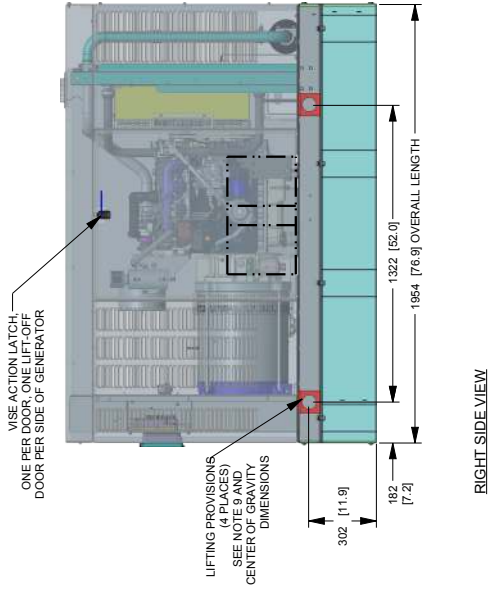 VISE ACTION LATCH,
ONE PER DOOR, ONE LIFT-OFF
DOOR PER SIDE OF GENERATOR
LIFTING PROVISIONS
(4 PLACES)
SEE NOTE 9 AND
CENTER OF GRAVITY
DIMENSIONS
302 [11.9]
182
[7.2]
1322 [52.0]
1954 [76.9] OVERALL LENGTH
RIGHT SIDE VIEW